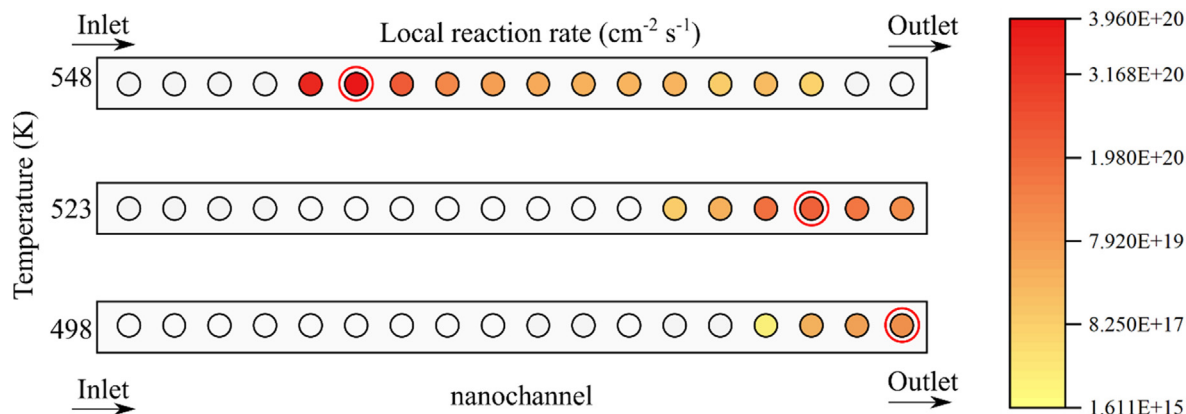 Inlet
Local reaction rate (cm-2 s-1)
Outlet
548
523
498
Temperature (K)
Inlet
nanochannel
Outlet
3.960E+20
3.168E+20
1.980E+20
7.920E+19
8.250E+17
1.611E+15